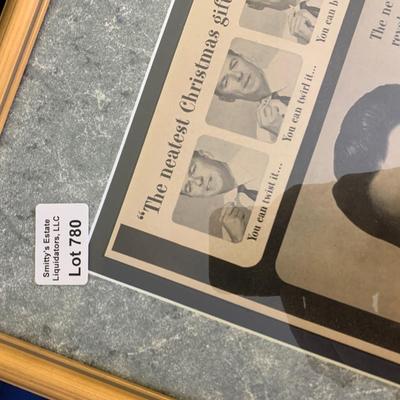 "The neatest Christmas gift
You can twist it...
You can twirl it...
You can b
The ne
Smitty's Estate
Liquidators, LLC
Lot 780